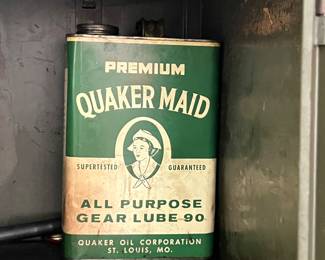 PREMIUM
QUAKER MAID
SUPERTESTED GUARANTEED
ALL PURPOSE
GEAR LUBE 90
QUAKER OIL CORPORATION
ST. LOUIS, MO.